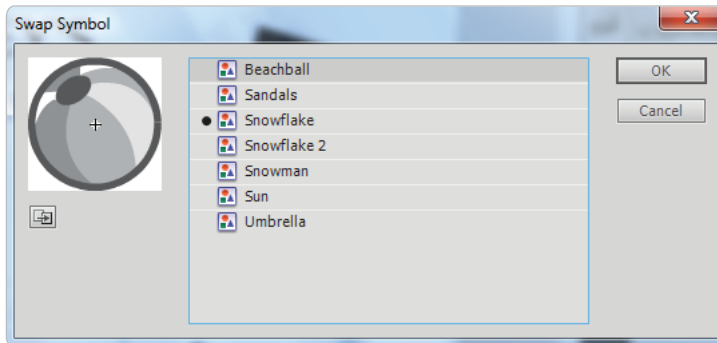 Swap Symbol
Beachball
Sandals
Snowflake
Snowflake 2
Snowman
Sun
Umbrella
OK
Cancel